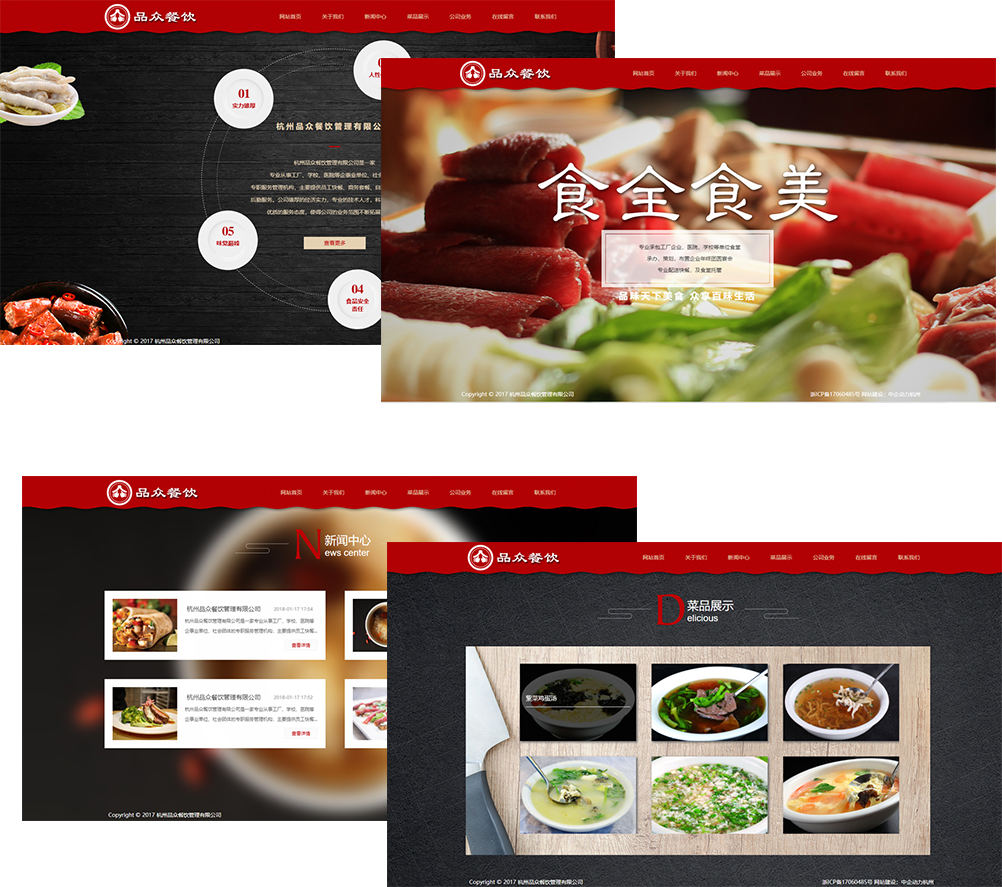 品众餐饮
网站首页 关于我们 新闻中心 菜品展示 公司业务 在线留言 联系我们
01
实力雄厚
杭州品众餐饮管理有限公
杭州品众餐饮管理有限公司是一家
专业从事工厂、学校、医院等企事业单位、社会
专职服务管理机构，主要提供员工快餐、商务套餐、自
后勤服务。公司雄厚的经济实力，专业的技术人才，科
优质的服务态度，使得公司的业务范围不断拓展
查看更多
05
味觉巅峰
04
食品安全
责任
Copyright © 2017 杭州品众餐饮管理有限公司
品众餐饮
网站首页 关于我们 新闻中心 菜品展示 公司业务 在线留言 联系我们
食全食美
专业承包工厂企业、医院、学校等单位食堂
承办、策划、布置企业年终团圆宴会
专业配送快餐、及食堂托管
品味天下美食 众享百味生活
Copyright © 2017 杭州品众餐饮管理有限公司
浙ICP备17060485号 网站建设：中企动力杭州
品众餐饮
网站首页 关于我们 新闻中心 菜品展示 公司业务 在线留言 联系我们
新闻中心
News center
杭州品众餐饮管理有限公司 2018-01-17 17:54
杭州品众餐饮管理有限公司是一家专业从事工厂、学校、医院等
企事业单位、社会团体的专职服务管理机构，主要提供员工快餐...
查看详情
杭州品众餐饮管理有限公司 2018-01-17 17:52
杭州品众餐饮管理有限公司是一家专业从事工厂、学校、医院等
企事业单位、社会团体的专职服务管理机构，主要提供员工快餐...
查看详情
Copyright © 2017 杭州品众餐饮管理有限公司
品众餐饮
网站首页 关于我们 新闻中心 菜品展示 公司业务 在线留言 联系我们
菜品展示
Delicious
紫菜鸡蛋汤
Copyright © 2017 杭州品众餐饮管理有限公司
浙ICP备17060485号 网站建设：中企动力杭州